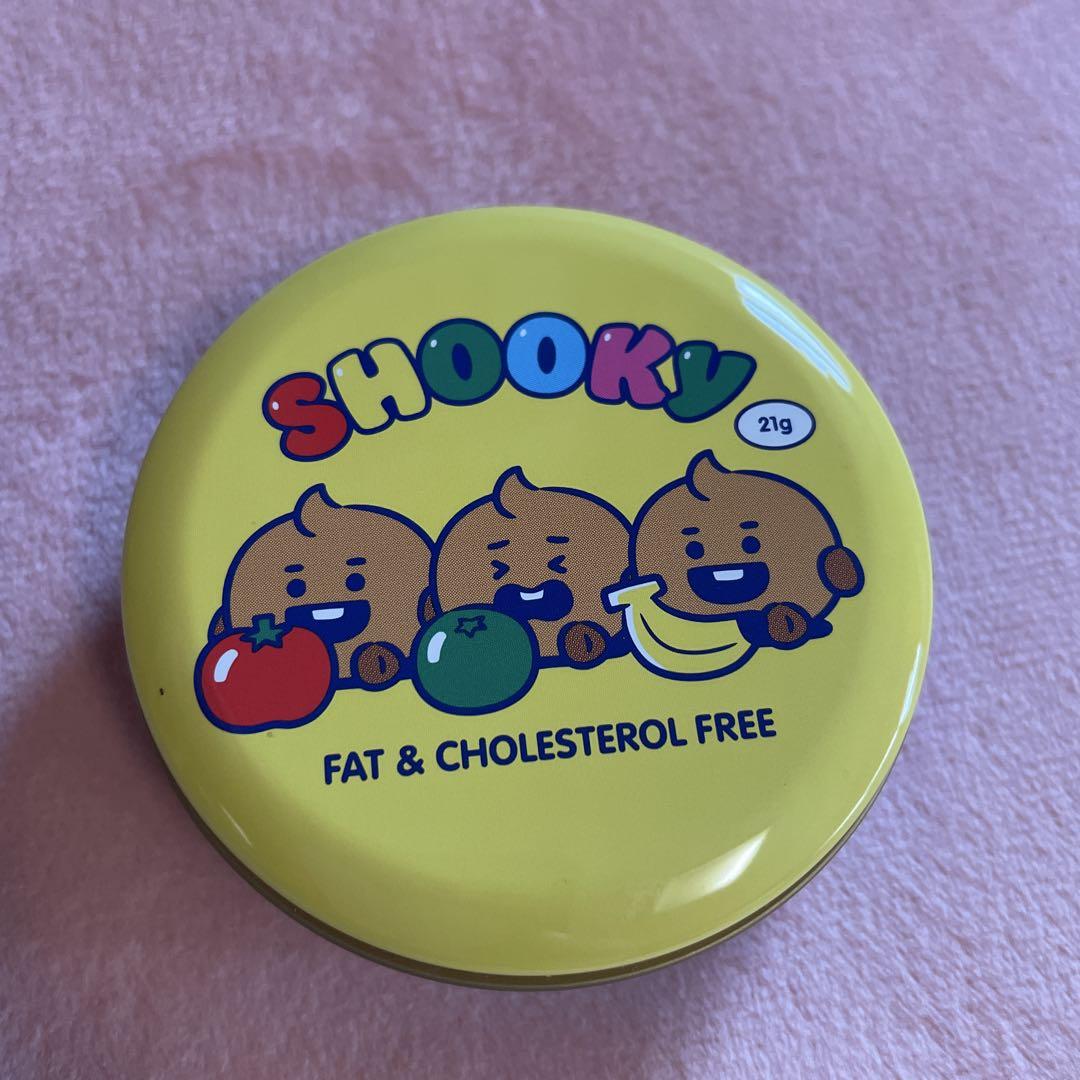 SHOOKY
21g
FAT & CHOLESTEROL FREE